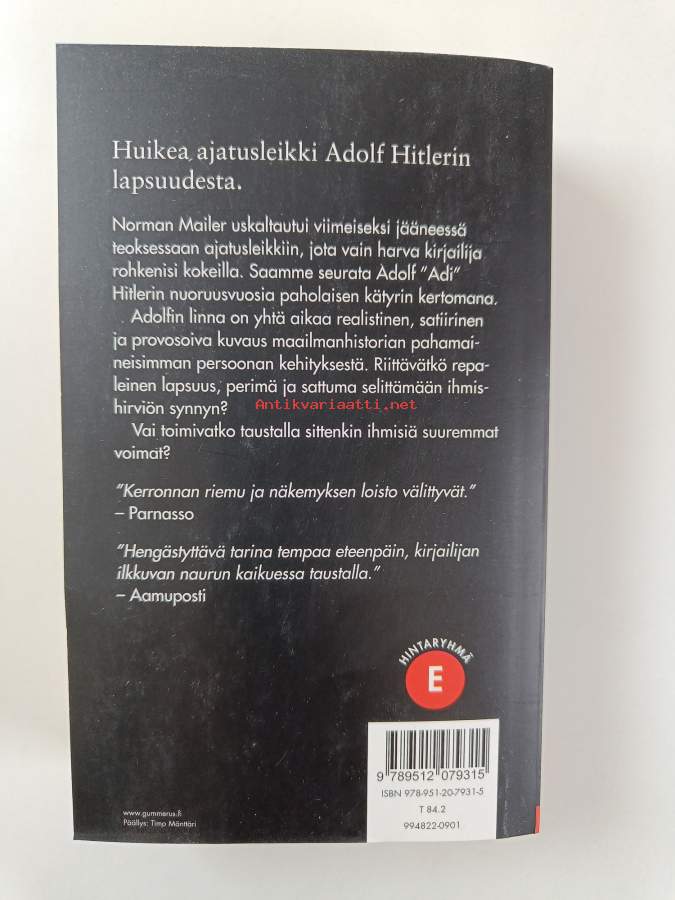 Huikea ajatusleikki Adolf Hitlerin
lapsuudesta.
Norman Mailer uskaltautui viimeiseksi jääneessä
teoksessaan ajatusleikkiin, jota vain harva kirjailija
rohkenisi kokeilla. Saamme seurata Adolf ”Adi”
Hitlerin nuoruusvuosia paholaisen kätyrin kertomana.
Adolfin linna on yhtä aikaa realistinen, satiirinen
ja provosoiva kuvaus maailmanhistorian pahamai-
neisimman persoonan kehityksestä. Riittävätkö repa-
leinen lapsuus, perimä ja sattuma selittämään ihmis-
hirviön synnyn?
Antikvariaatti.net
Vai toimivatko taustalla sittenkin ihmisiä suuremmat
voimat?
”Kerronnan riemu ja näkemyksen loisto välittyvät.”
– Parnasso
”Hengästyttävä tarina tempaa eteenpäin, kirjailijan
ilkkuvan naurun kaikuessa taustalla.”
– Aamuposti
HINTARYHMÄ
E
9 789512 079315
ISBN 978-951-20-7931-5
T 84.2
994822-0901
www.gummerus.fi
Päällys: Timo Mänttäri